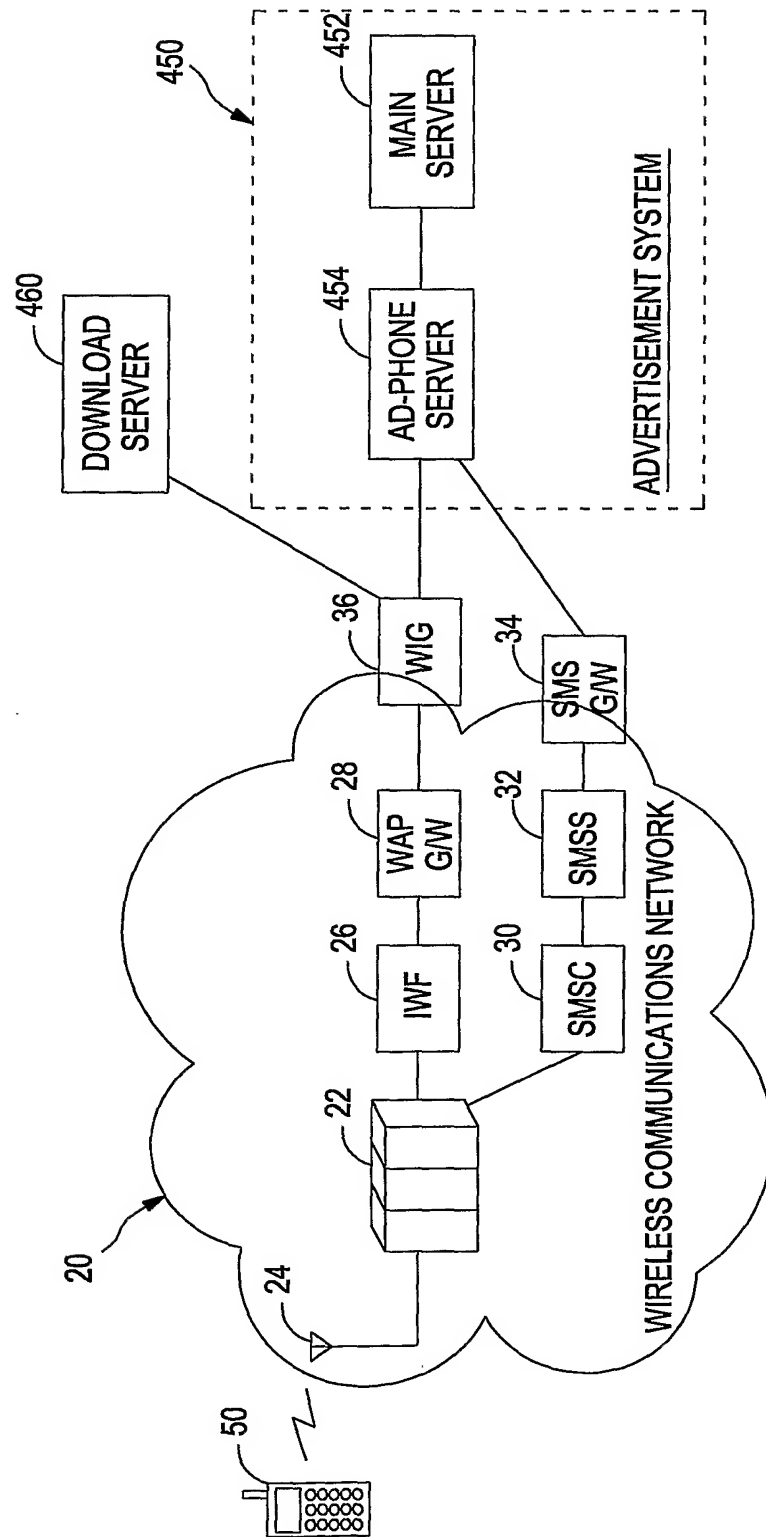 50
20
24
22
26
IWF
28
WAP
G/W
36
WIG
30
SMSC
32
SMSS
34
SMS
G/W
WIRELESS COMMUNICATIONS NETWORK
460
DOWNLOAD
SERVER
450
454
AD-PHONE
SERVER
452
MAIN
SERVER
ADVERTISEMENT SYSTEM